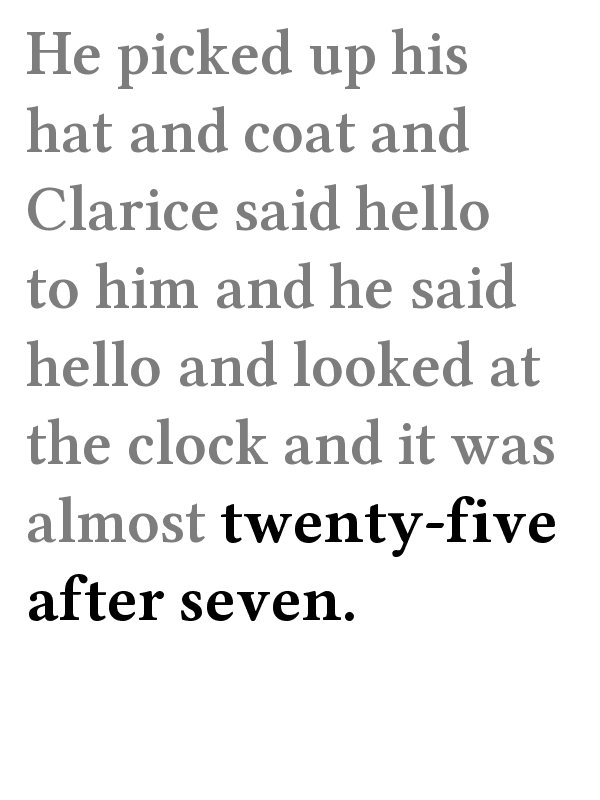 He picked up his
hat and coat and
Clarice said hello
to him and he said
hello and looked at
the clock and it was
almost twenty-five
after seven.